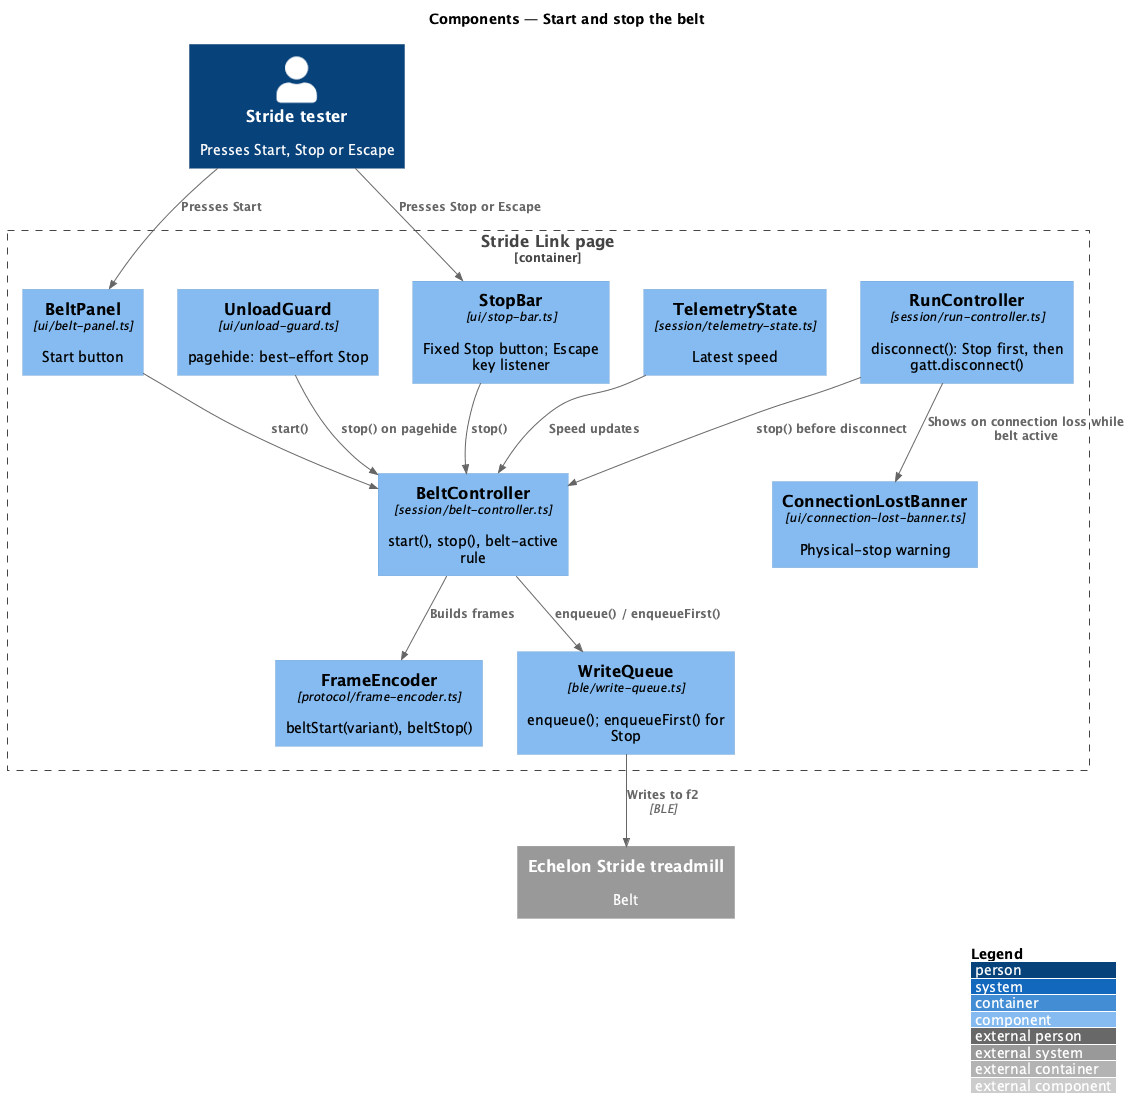 Components — Start and stop the belt
Stride tester
Presses Start, Stop or Escape
Presses Start
Presses Stop or Escape
Stride Link page
[container]
BeltPanel
[ui/belt-panel.ts]
Start button
UnloadGuard
[ui/unload-guard.ts]
pagehide: best-effort Stop
StopBar
[ui/stop-bar.ts]
Fixed Stop button; Escape
key listener
TelemetryState
[session/telemetry-state.ts]
Latest speed
RunController
[session/run-controller.ts]
disconnect(): Stop first, then
gatt.disconnect()
start()
stop() on pagehide
stop()
Speed updates
stop() before disconnect
Shows on connection loss while
belt active
BeltController
[session/belt-controller.ts]
start(), stop(), belt-active
rule
ConnectionLostBanner
[ui/connection-lost-banner.ts]
Physical-stop warning
Builds frames
enqueue() / enqueueFirst()
FrameEncoder
[protocol/frame-encoder.ts]
beltStart(variant), beltStop()
WriteQueue
[ble/write-queue.ts]
enqueue(); enqueueFirst() for
Stop
Writes to f2
[BLE]
Echelon Stride treadmill
Belt
Legend
person
system
container
component
external person
external system
external container
external component